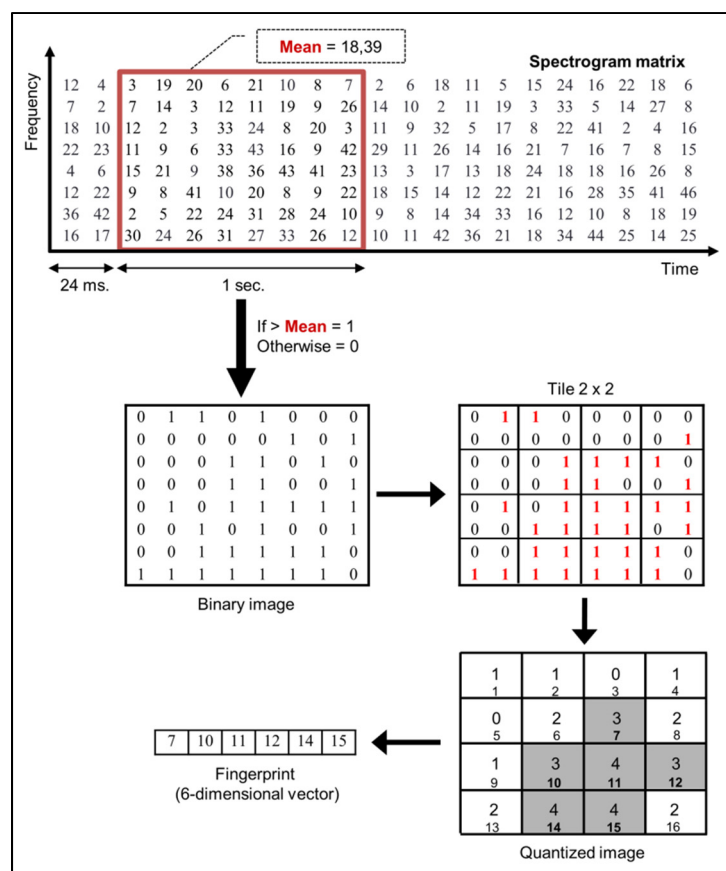 Mean = 18,39
Spectrogram matrix
Frequency
12 4 3 19 20 6 21 10 8 7 2 6 18 11 5 15 24 16 22 18 6
7 2 7 14 3 12 11 19 9 26 14 10 2 11 19 3 33 5 14 27 8
18 10 12 2 3 33 24 8 20 3 11 9 32 5 17 8 22 41 2 4 16
22 23 11 9 6 33 43 16 9 42 29 11 26 14 16 21 7 16 7 8 15
4 6 15 21 9 38 36 43 41 23 13 3 17 13 18 24 18 18 16 26 8
12 22 9 8 41 10 20 8 9 22 18 15 14 12 22 21 16 28 35 41 46
36 42 2 5 22 24 31 28 24 10 9 8 14 34 33 16 12 10 8 18 19
16 17 30 24 26 31 27 33 26 12 10 11 42 36 21 18 34 44 25 14 25
Time
24 ms.
1 sec.
If > Mean = 1
Otherwise = 0
0 1 1 0 1 0 0 0
0 0 0 0 0 1 0 1
0 0 0 1 1 0 1 0
0 0 0 1 1 0 0 1
0 1 0 1 1 1 1 1
0 0 1 0 1 0 0 1
0 0 1 1 1 1 1 0
1 1 1 1 1 1 1 0
Binary image
Tile 2 x 2
0 1 1 0 0 0 0 0
0 0 0 0 0 0 0 1
0 0 0 1 1 1 1 0
0 0 0 1 1 0 0 1
0 1 0 1 1 1 1 1
0 0 1 1 1 1 0 1
0 0 1 1 1 1 1 0
1 1 1 1 1 1 1 0
1 1 0 1
1 2 3 4
0 2 3 2
5 6 7 8
1 3 4 3
9 10 11 12
2 4 4 2
13 14 15 16
Quantized image
7 10 11 12 14 15
Fingerprint
(6-dimensional vector)